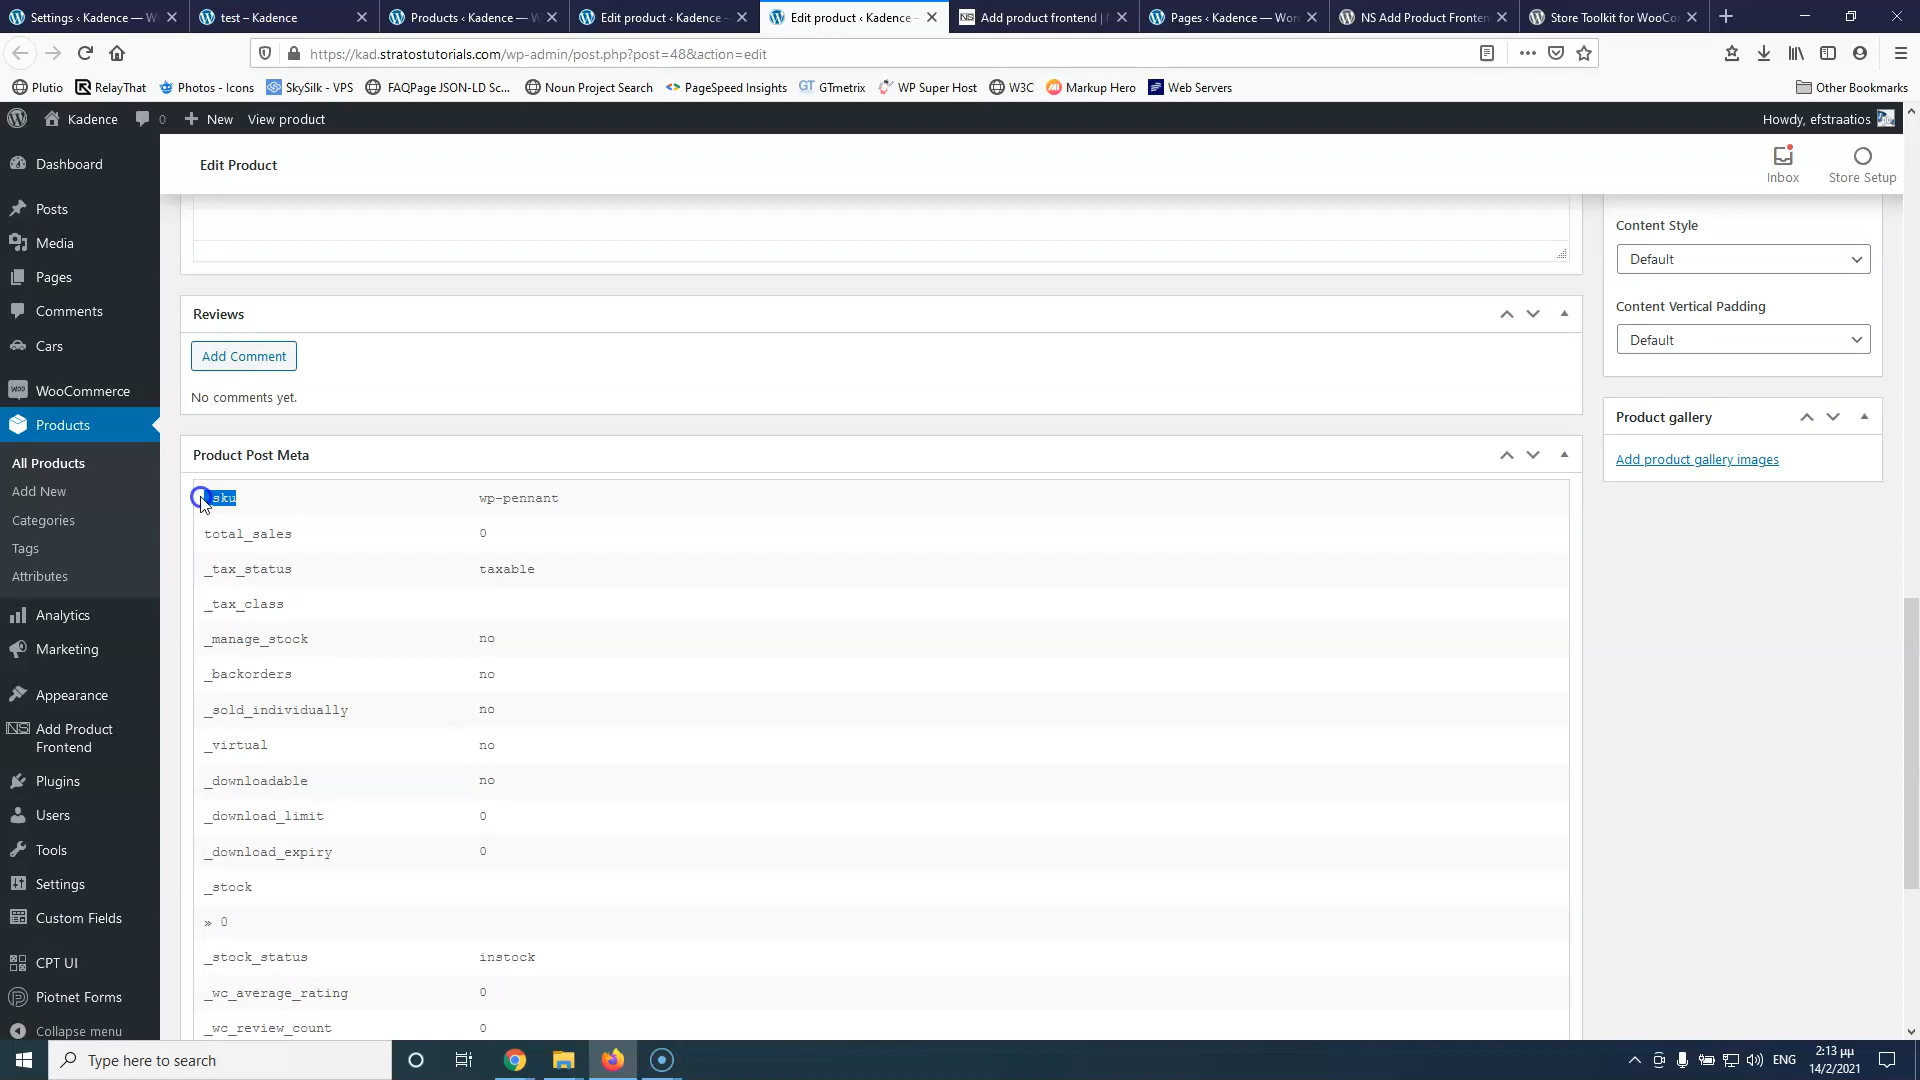 Settings ‹ Kadence — W
test – Kadence
Products ‹ Kadence — W
Edit product ‹ Kadence –
Edit product ‹ Kadence –
NS Add product frontend | 
Pages ‹ Kadence — Wor
NS Add Product Fronten
Store Toolkit for WooCo
https://kad.stratostutorials.com/wp-admin/post.php?post=48&action=edit
Plutio
RelayThat
Photos - Icons
SkySilk - VPS
FAQPage JSON-LD Sc...
Noun Project Search
PageSpeed Insights
GT GTmetrix
WP Super Host
W3C
Markup Hero
Web Servers
Other Bookmarks
Kadence
0
New
View product
Howdy, efstraatios
Dashboard
Posts
Media
Pages
Comments
Cars
WOO WooCommerce
Products
All Products
Add New
Categories
Tags
Attributes
Analytics
Marketing
Appearance
NS Add Product
Frontend
Plugins
Users
Tools
Settings
Custom Fields
CPT UI
Piotnet Forms
Collapse menu
Edit Product
Inbox
Store Setup
Reviews
Add Comment
No comments yet.
Product Post Meta
_sku wp-pennant
total_sales 0
_tax_status taxable
_tax_class
_manage_stock no
_backorders no
_sold_individually no
_virtual no
_downloadable no
_download_limit 0
_download_expiry 0
_stock
» 0
_stock_status instock
_wc_average_rating 0
_wc_review_count 0
Content Style
Default
Content Vertical Padding
Default
Product gallery
Add product gallery images
Type here to search
ENG
2:13 μμ
14/2/2021